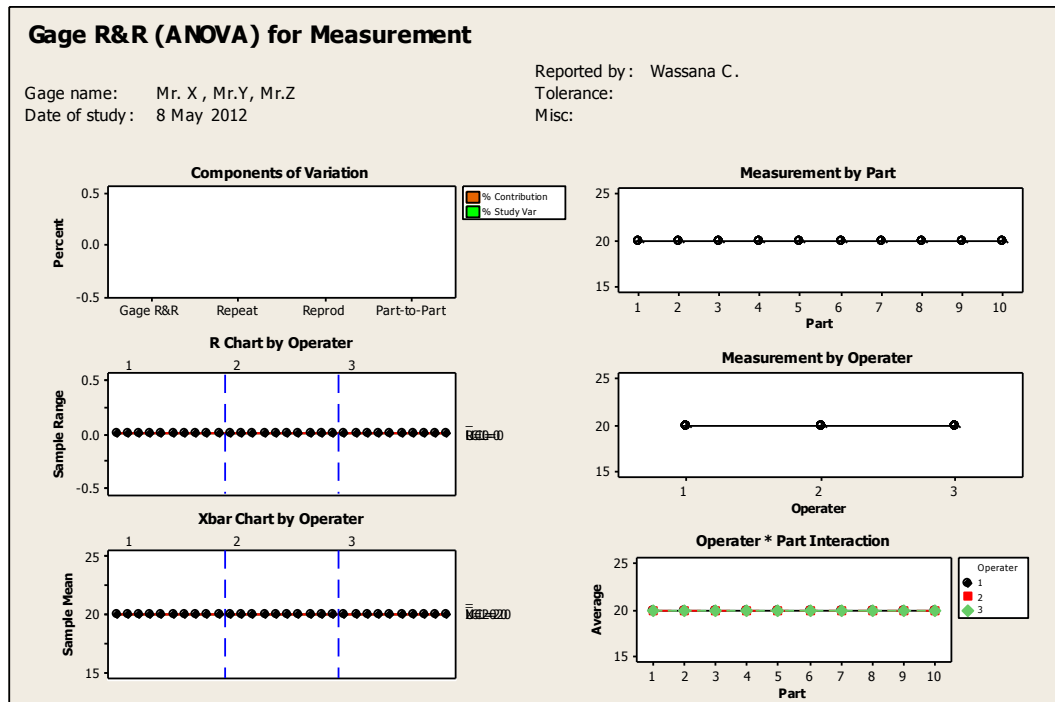 Gage R&R (ANOVA) for Measurement
Gage name: Mr. X , Mr.Y, Mr.Z
Date of study : 8 May 2012
Reported by : Wassana C .
Tolerance:
Misc:
Components of Variation
Percent
0.5
0.0
-0.5
Gage R&R Repeat Reprod Part-to-Part
% Contribution
% Study Var
R Chart by Operater
Sample Range
1 2 3
0.5
0.0
-0.5
Xbar Chart by Operater
Sample Mean
1 2 3
25
20
15
Measurement by Part
25
20
15
1 2 3 4 5 6 7 8 9 10
Part
Measurement by Operater
25
20
15
1 2 3
Operater
Operater * Part Interaction
Average
25
20
15
1 2 3 4 5 6 7 8 9 10
Part
Operater
1
2
3